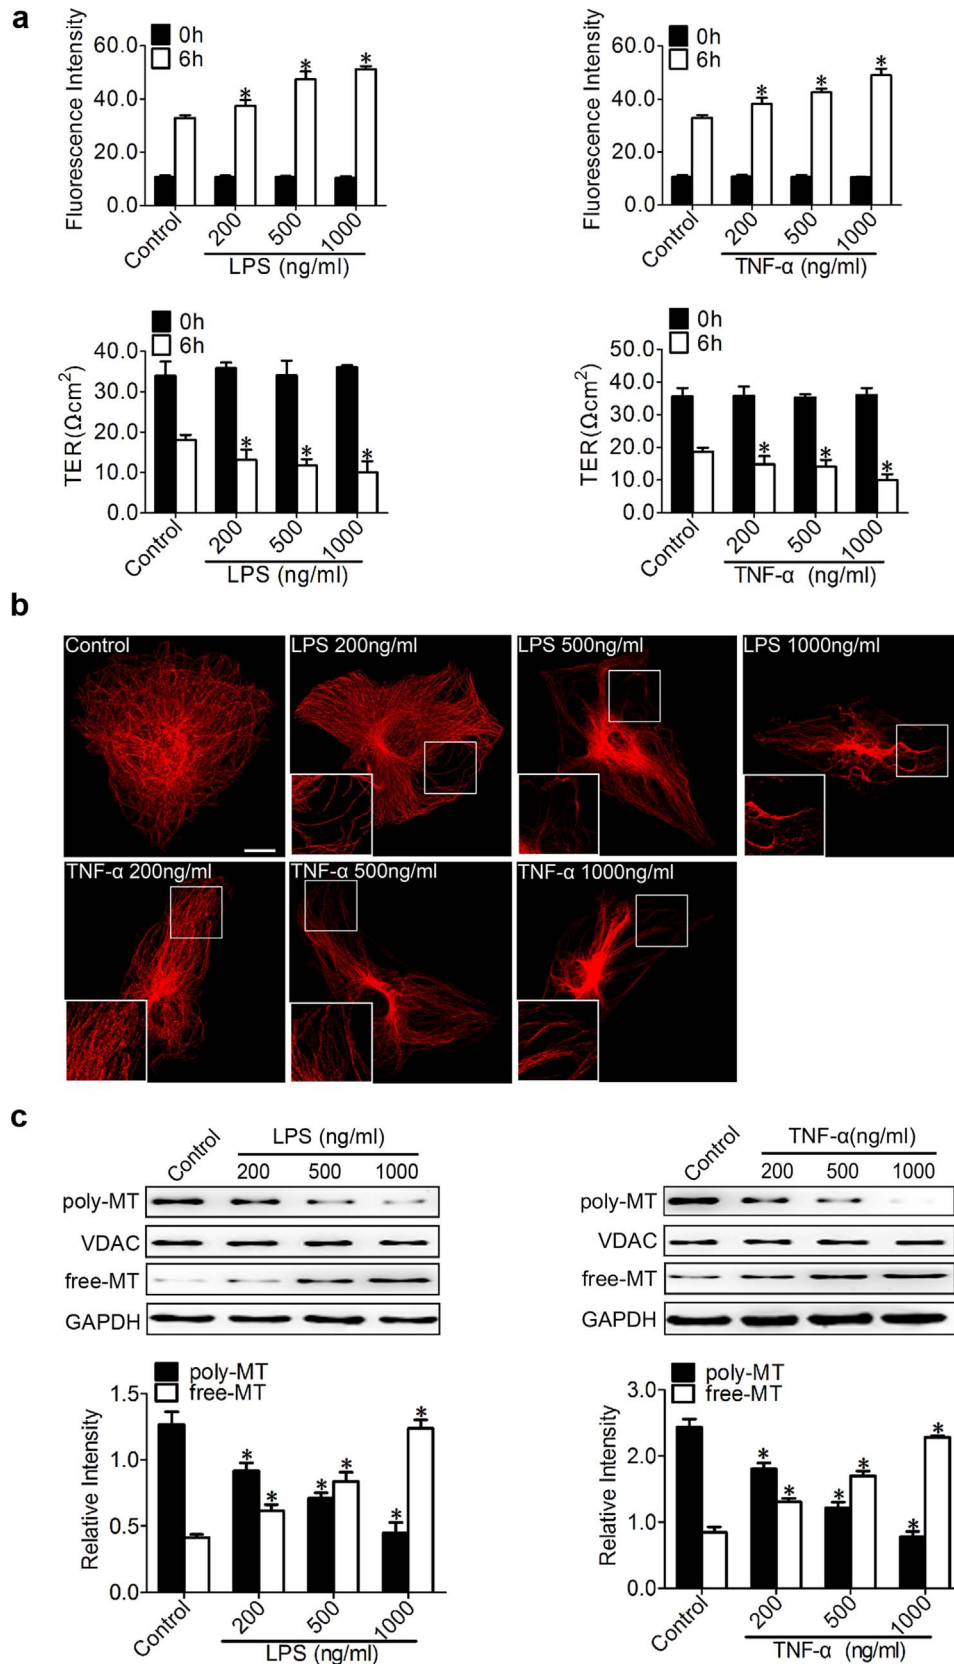 a
0h
6h
Fluorescence Intensity
60.0
40.0
20.0
0.0
Control
200
500
1000
LPS (ng/ml)
* * *
0h
6h
Fluorescence Intensity
60.0
40.0
20.0
0.0
Control
200
500
1000
TNF-α (ng/ml)
* * *
0h
6h
TER(Ωcm²)
40.0
30.0
20.0
10.0
0.0
Control
200
500
1000
LPS (ng/ml)
* * *
0h
6h
TER(Ωcm²)
50.0
40.0
30.0
20.0
10.0
0.0
Control
200
500
1000
TNF-α (ng/ml)
* * *
b
Control
LPS 200ng/ml
LPS 500ng/ml
LPS 1000ng/ml
TNF-α 200ng/ml
TNF-α 500ng/ml
TNF-α 1000ng/ml
c
Control
LPS (ng/ml)
200 500 1000
poly-MT
VDAC
free-MT
GAPDH
Control
TNF-α(ng/ml)
200 500 1000
poly-MT
VDAC
free-MT
GAPDH
poly-MT
free-MT
Relative Intensity
1.5
1.0
0.5
0.0
Control
200
500
1000
LPS (ng/ml)
* * * * * *
poly-MT
free-MT
Relative Intensity
3.0
2.0
1.0
0.0
Control
200
500
1000
TNF-α (ng/ml)
* * * * * *